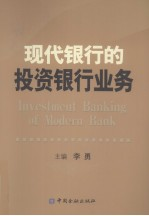 现代银行的
投资银行业务
Investment Banking
of Modern Bank
主编 李勇
中国金融出版社